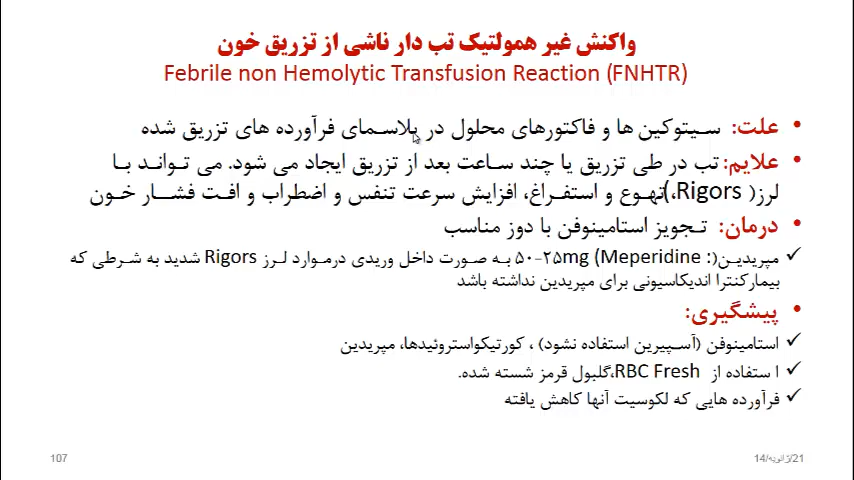 واکنش غیر همولتیک تب دار ناشی از تزریق خون
Febrile non Hemolytic Transfusion Reaction (FNHTR)
• علت: سیتوکین ها و فاکتورهای محلول در پلاسمای فرآورده های تزریق شده
• علایم: تب در طی تزریق یا چند ساعت بعد از تزریق ایجاد می شود. می تواند با
لرز( Rigors)، تهوع و استفراغ، افزایش سرعت تنفس و اضطراب و افت فشار خون
• درمان: تجویز استامینوفن با دوز مناسب
✓ مپریدین(: Meperidine) ۲۵-۵۰mg به صورت داخل وریدی درموارد لرز Rigors شدید به شرطی که
بیمارکنترا اندیکاسیونی برای مپریدین نداشته باشد
• پیشگیری:
✓ استامینوفن (آسپیرین استفاده نشود) ، کورتیکواستروئیدها، مپریدین
✓ ا ستفاده از RBC Fresh،گلبول قرمز شسته شده.
✓ فرآورده هایی که لکوسیت آنها کاهش یافته
21/ژانویه/14
107